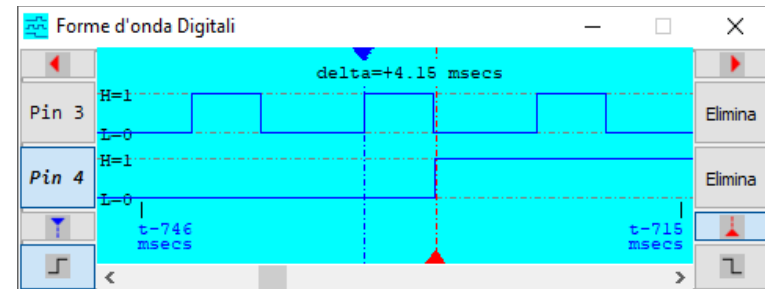 Forme d'onda Digitali
delta=+4.15 msecs
Pin 3
H=1
L=0
Elimina
Pin 4
H=1
L=0
Elimina
t-746
msecs
t-715
msecs